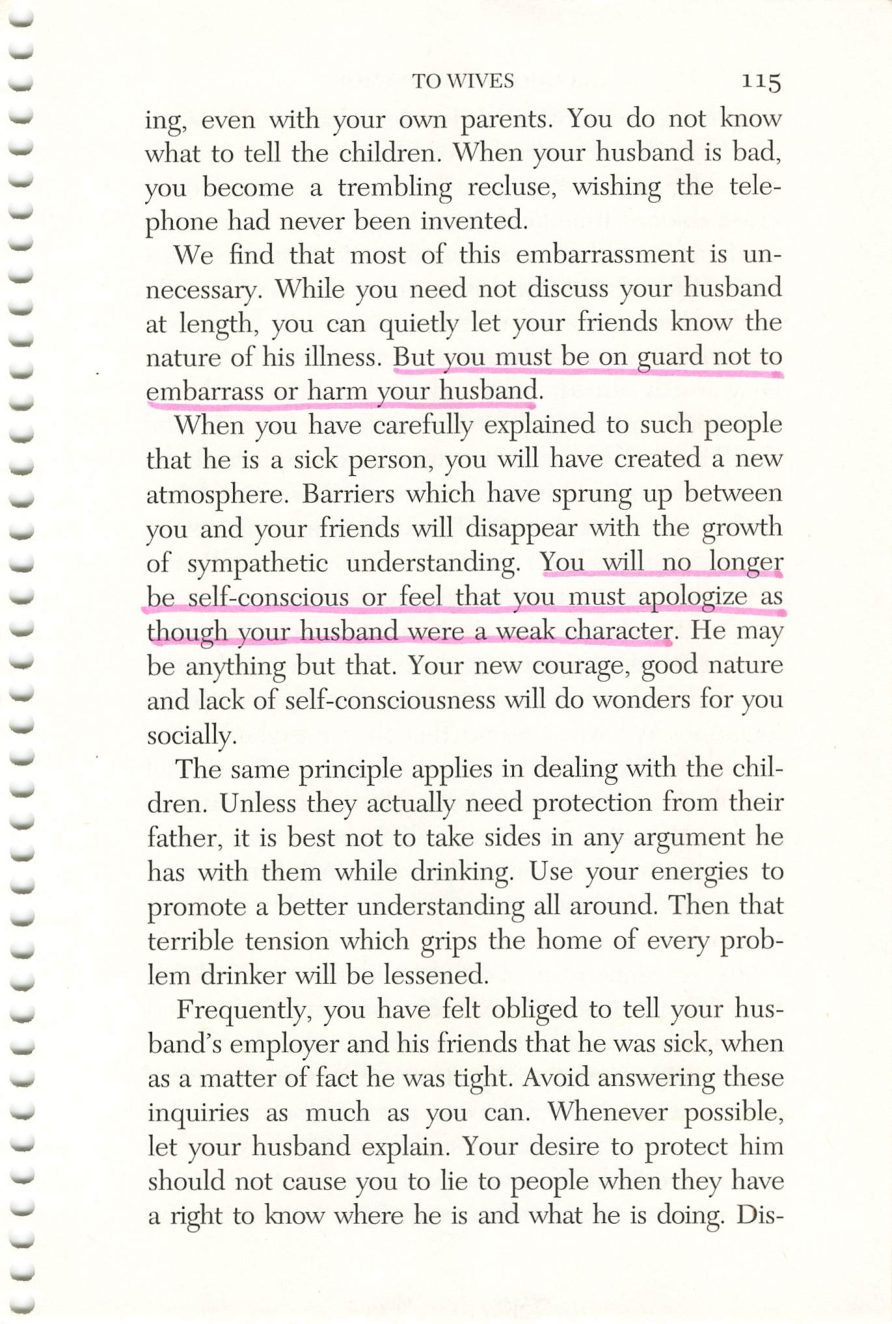 TO WIVES 115
ing, even with your own parents. You do not know
what to tell the children. When your husband is bad,
you become a trembling recluse, wishing the tele-
phone had never been invented.
We find that most of this embarrassment is un-
necessary. While you need not discuss your husband
at length, you can quietly let your friends know the
nature of his illness. But you must be on guard not to
embarrass or harm your husband.
When you have carefully explained to such people
that he is a sick person, you will have created a new
atmosphere. Barriers which have sprung up between
you and your friends will disappear with the growth
of sympathetic understanding. You will no longer
be self-conscious or feel that you must apologize as
though your husband were a weak character. He may
be anything but that. Your new courage, good nature
and lack of self-consciousness will do wonders for you
socially.
The same principle applies in dealing with the chil-
dren. Unless they actually need protection from their
father, it is best not to take sides in any argument he
has with them while drinking. Use your energies to
promote a better understanding all around. Then that
terrible tension which grips the home of every prob-
lem drinker will be lessened.
Frequently, you have felt obliged to tell your hus-
band's employer and his friends that he was sick, when
as a matter of fact he was tight. Avoid answering these
inquiries as much as you can. Whenever possible,
let your husband explain. Your desire to protect him
should not cause you to lie to people when they have
a right to know where he is and what he is doing. Dis-